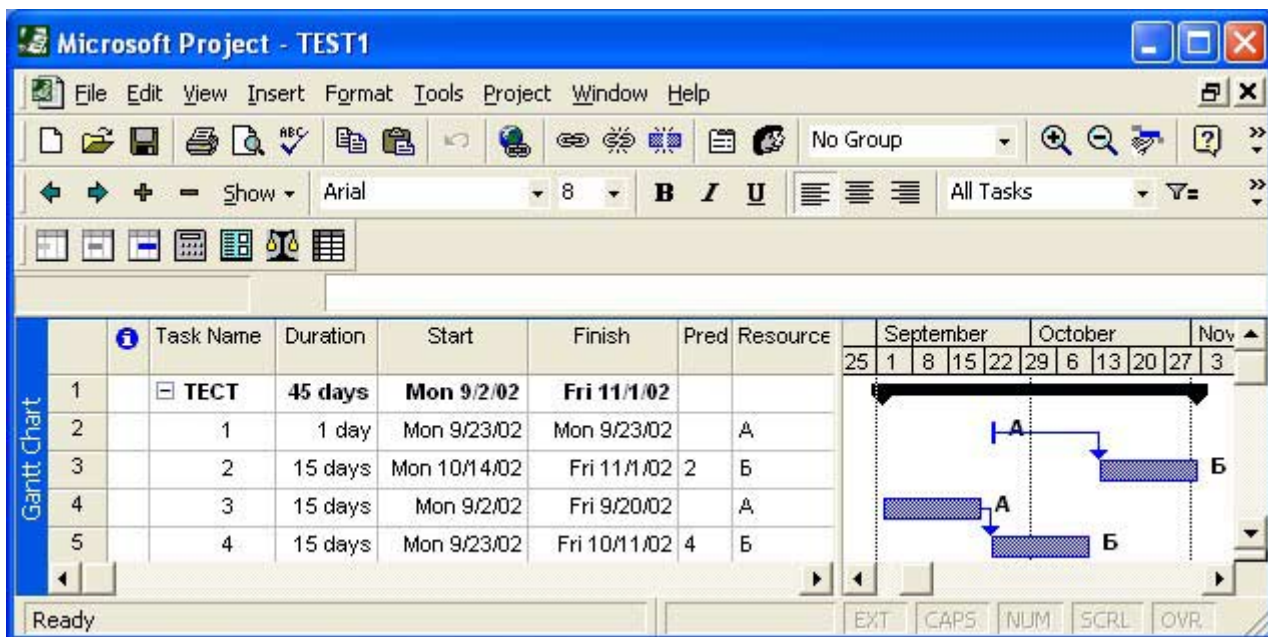 Microsoft Project - TEST1
File Edit View Insert Format Tools Project Window Help
ABC No Group
Show Arial 8 B I U All Tasks
Task Name Duration Start Finish Pred Resource September October Nov
25 1 8 15 22 29 6 13 20 27 3
1 ТЕСТ 45 days Mon 9/2/02 Fri 11/1/02
2 1 1 day Mon 9/23/02 Mon 9/23/02 А А
3 2 15 days Mon 10/14/02 Fri 11/1/02 2 Б Б
4 3 15 days Mon 9/2/02 Fri 9/20/02 А А
5 4 15 days Mon 9/23/02 Fri 10/11/02 4 Б Б
Gantt Chart
Ready EXT CAPS NUM SCRL OVR